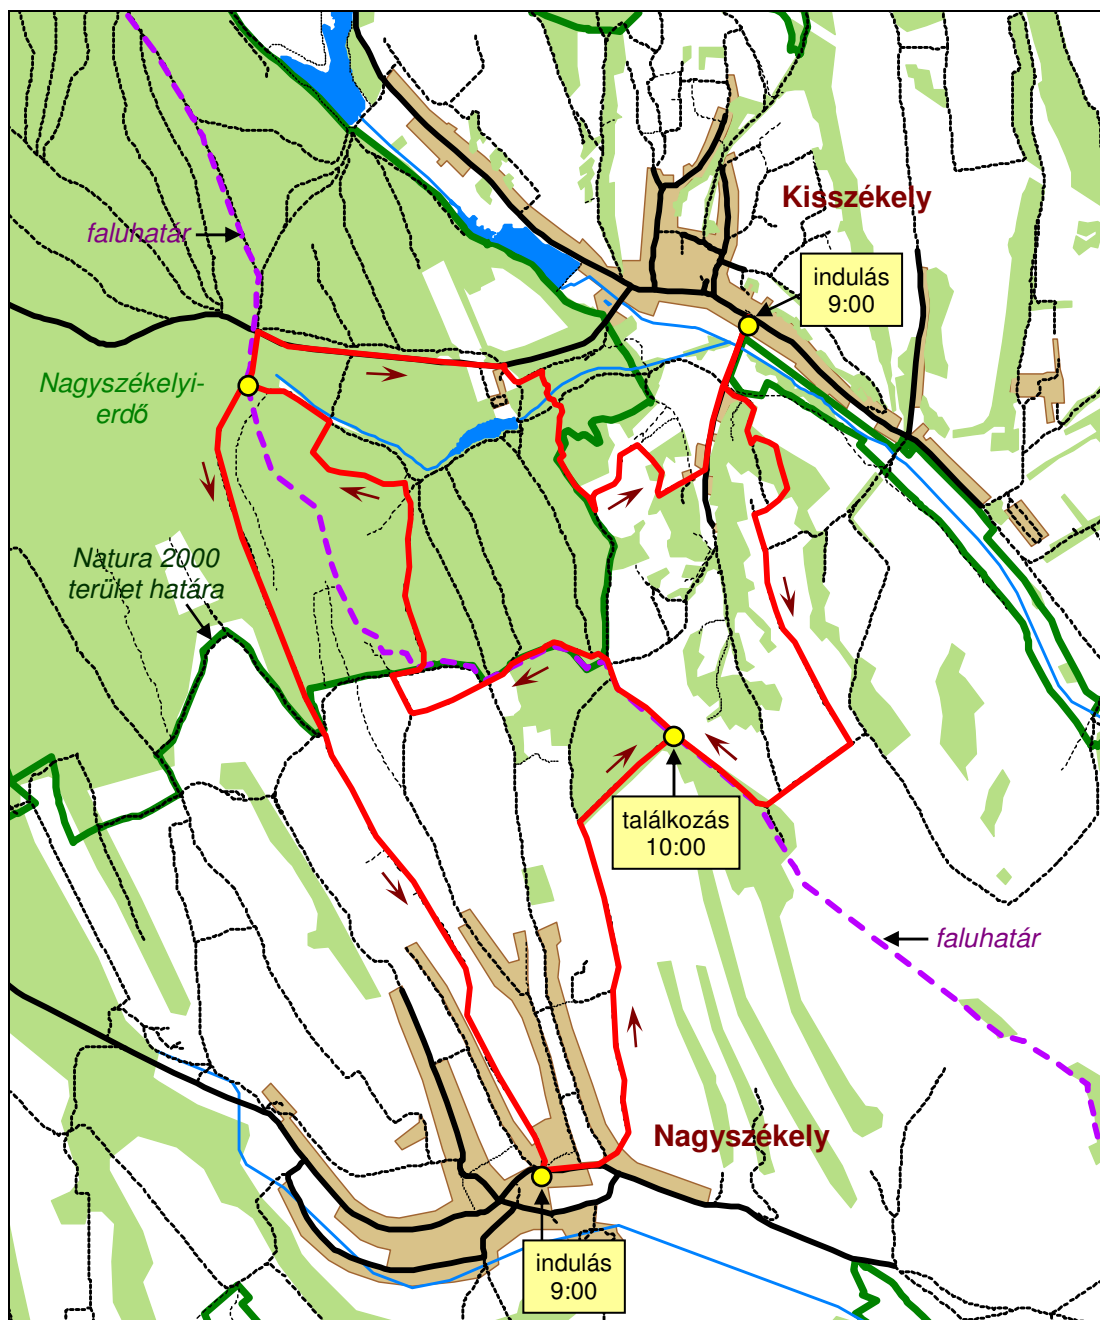 Kisszékely
faluhatár
indulás
9:00
Nagyszékelyi-
erdő
Natura 2000
terület határa
találkozás
10:00
faluhatár
Nagyszékely
indulás
9:00